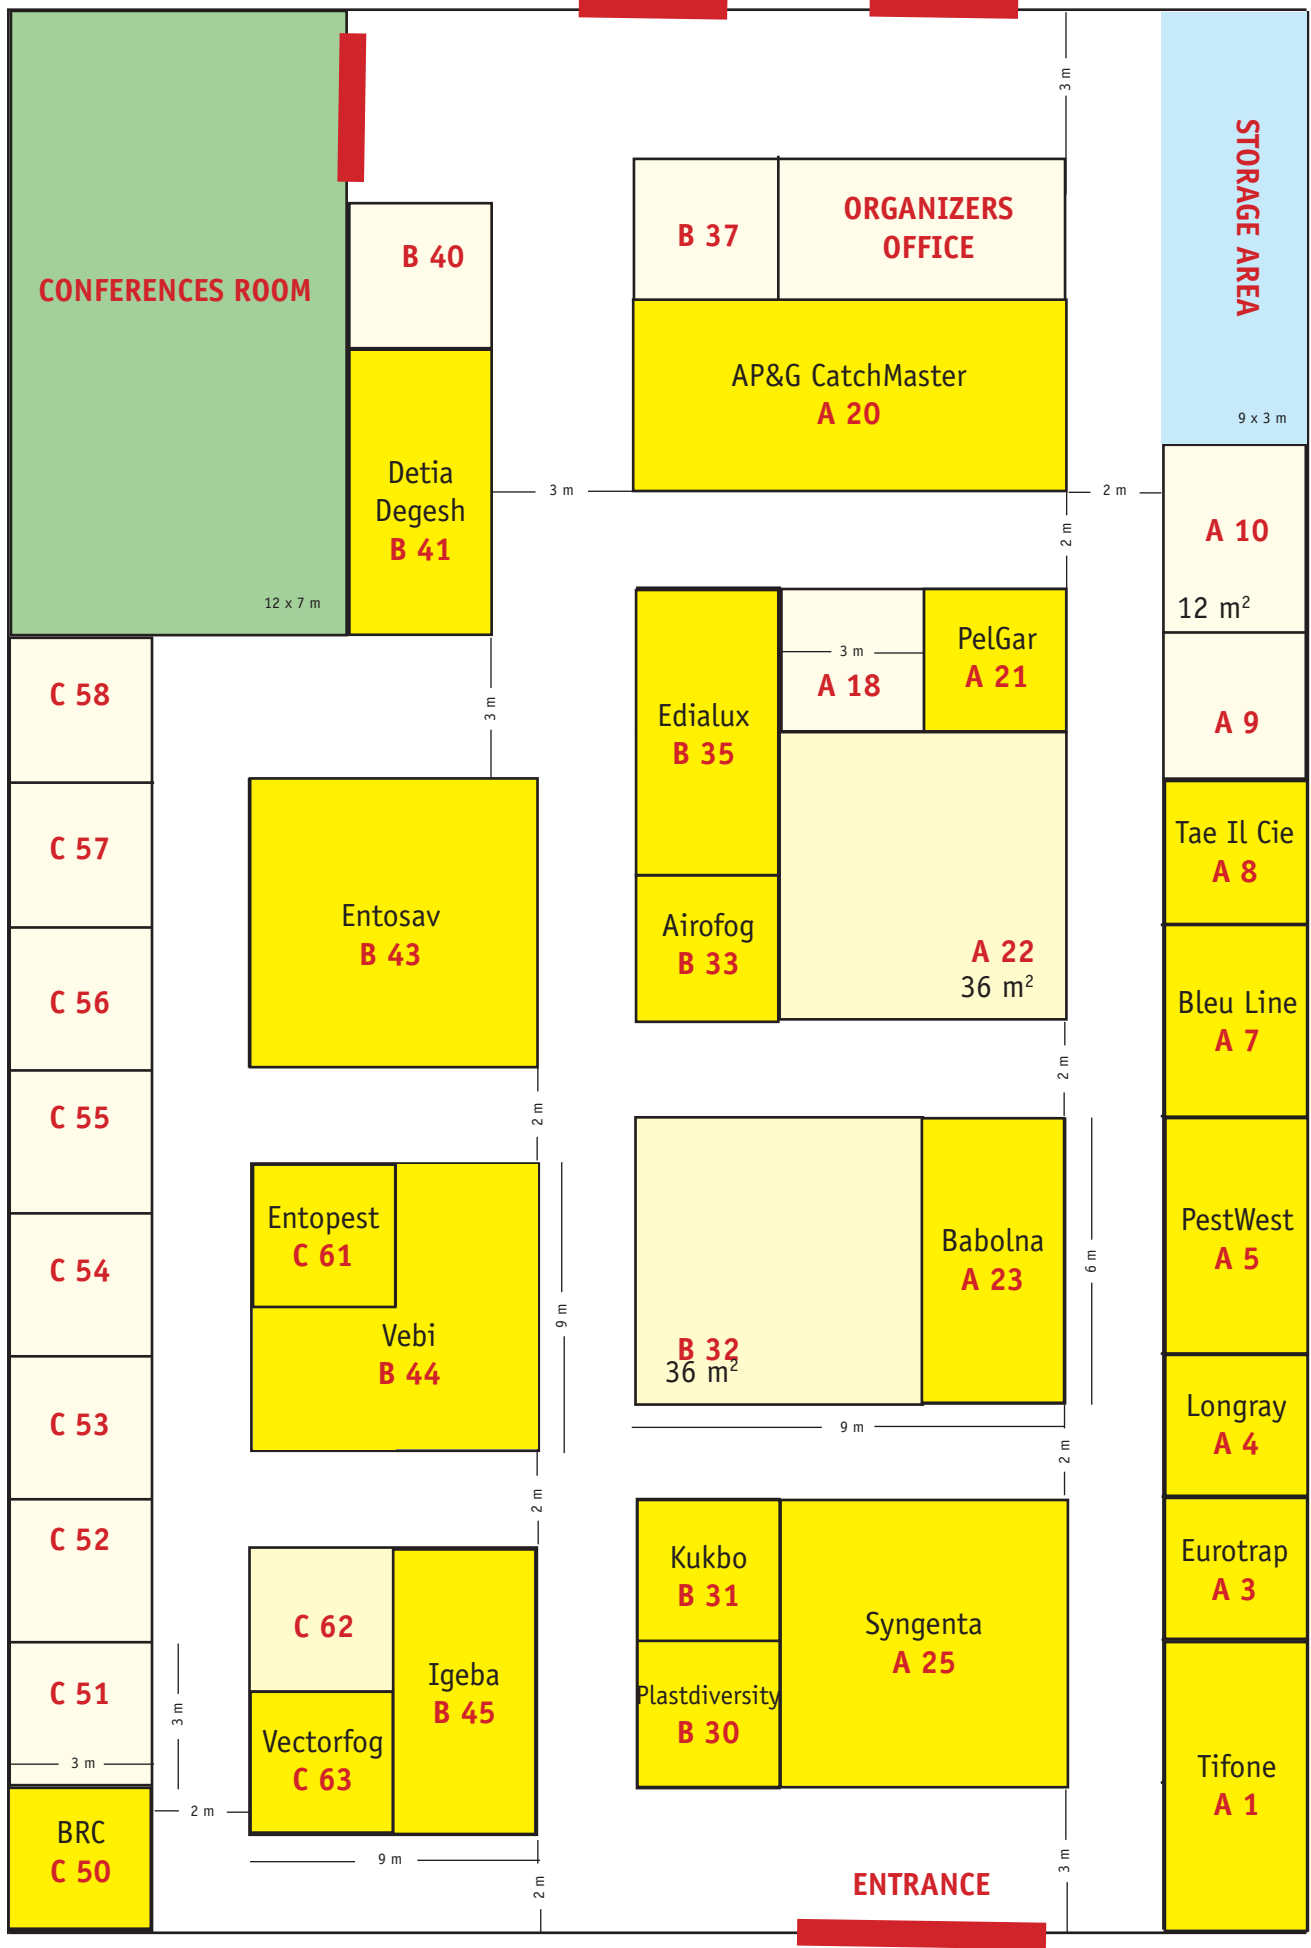 3 m
STORAGE AREA
9 x 3 m
CONFERENCES ROOM
12 x 7 m
B 40
B 37
ORGANIZERS
OFFICE
AP&G CatchMaster
A 20
Detia
Degesh
B 41
3 m
2 m
2 m
A 10
12 m²
A 9
Edialux
B 35
3 m
A 18
PelGar
A 21
C 58
3 m
C 57
Entosav
B 43
Airofog
B 33
A 22
36 m²
Tae Il Cie
A 8
Bleu Line
A 7
C 56
C 55
2 m
2 m
Entopest
C 61
Vebi
B 44
9 m
Babolna
A 23
6 m
B 32
36 m²
9 m
PestWest
A 5
C 54
C 53
Longray
A 4
2 m
2 m
C 52
Kukbo
B 31
Syngenta
A 25
Plastdiversity
B 30
Eurotrap
A 3
C 62
Igeba
B 45
Vectorfog
C 63
C 51
3 m
3 m
2 m
BRC
C 50
9 m
2 m
ENTRANCE
3 m
Tifone
A 1